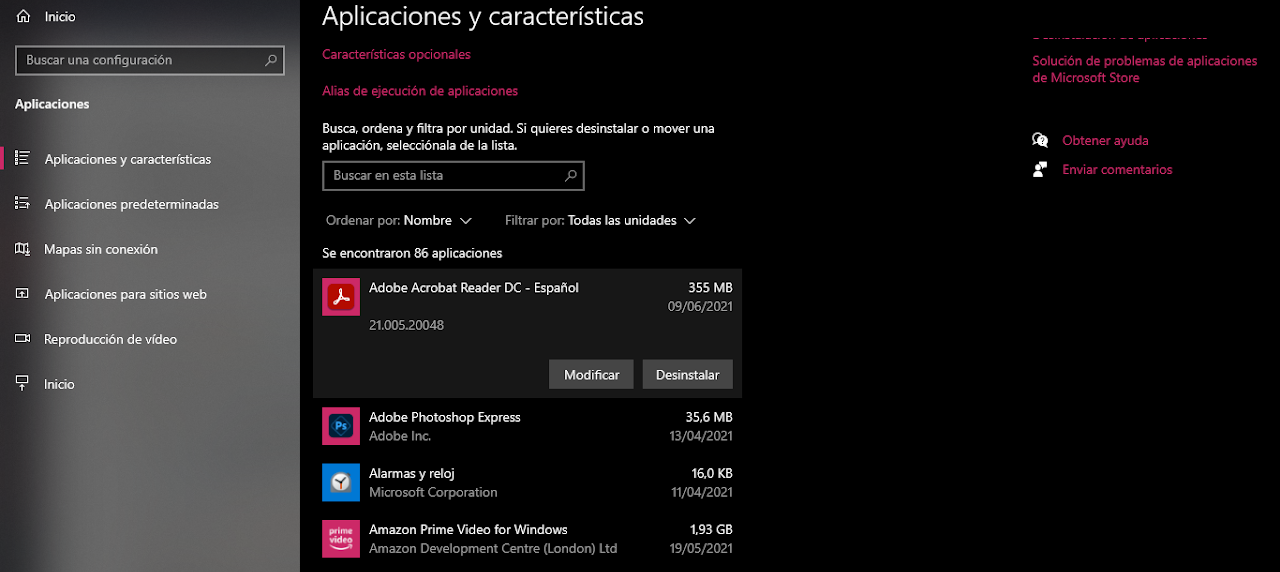 Inicio
Buscar una configuración
Aplicaciones
Aplicaciones y características
Aplicaciones predeterminadas
Mapas sin conexión
Aplicaciones para sitios web
Reproducción de vídeo
Inicio
Aplicaciones y características
Características opcionales
Alias de ejecución de aplicaciones
Busca, ordena y filtra por unidad. Si quieres desinstalar o mover una
aplicación, selecciónala de la lista.
Buscar en esta lista
Ordenar por: Nombre Filtrar por: Todas las unidades
Se encontraron 86 aplicaciones
Adobe Acrobat Reader DC - Español 355 MB
09/06/2021
21.005.20048
Modificar Desinstalar
Ps
Adobe Photoshop Express 35,6 MB
Adobe Inc. 13/04/2021
Alarmas y reloj 16,0 KB
Microsoft Corporation 11/04/2021
prime
video
Amazon Prime Video for Windows 1,93 GB
Amazon Development Centre (London) Ltd 19/05/2021
Solución de problemas de aplicaciones
de Microsoft Store
Obtener ayuda
Enviar comentarios